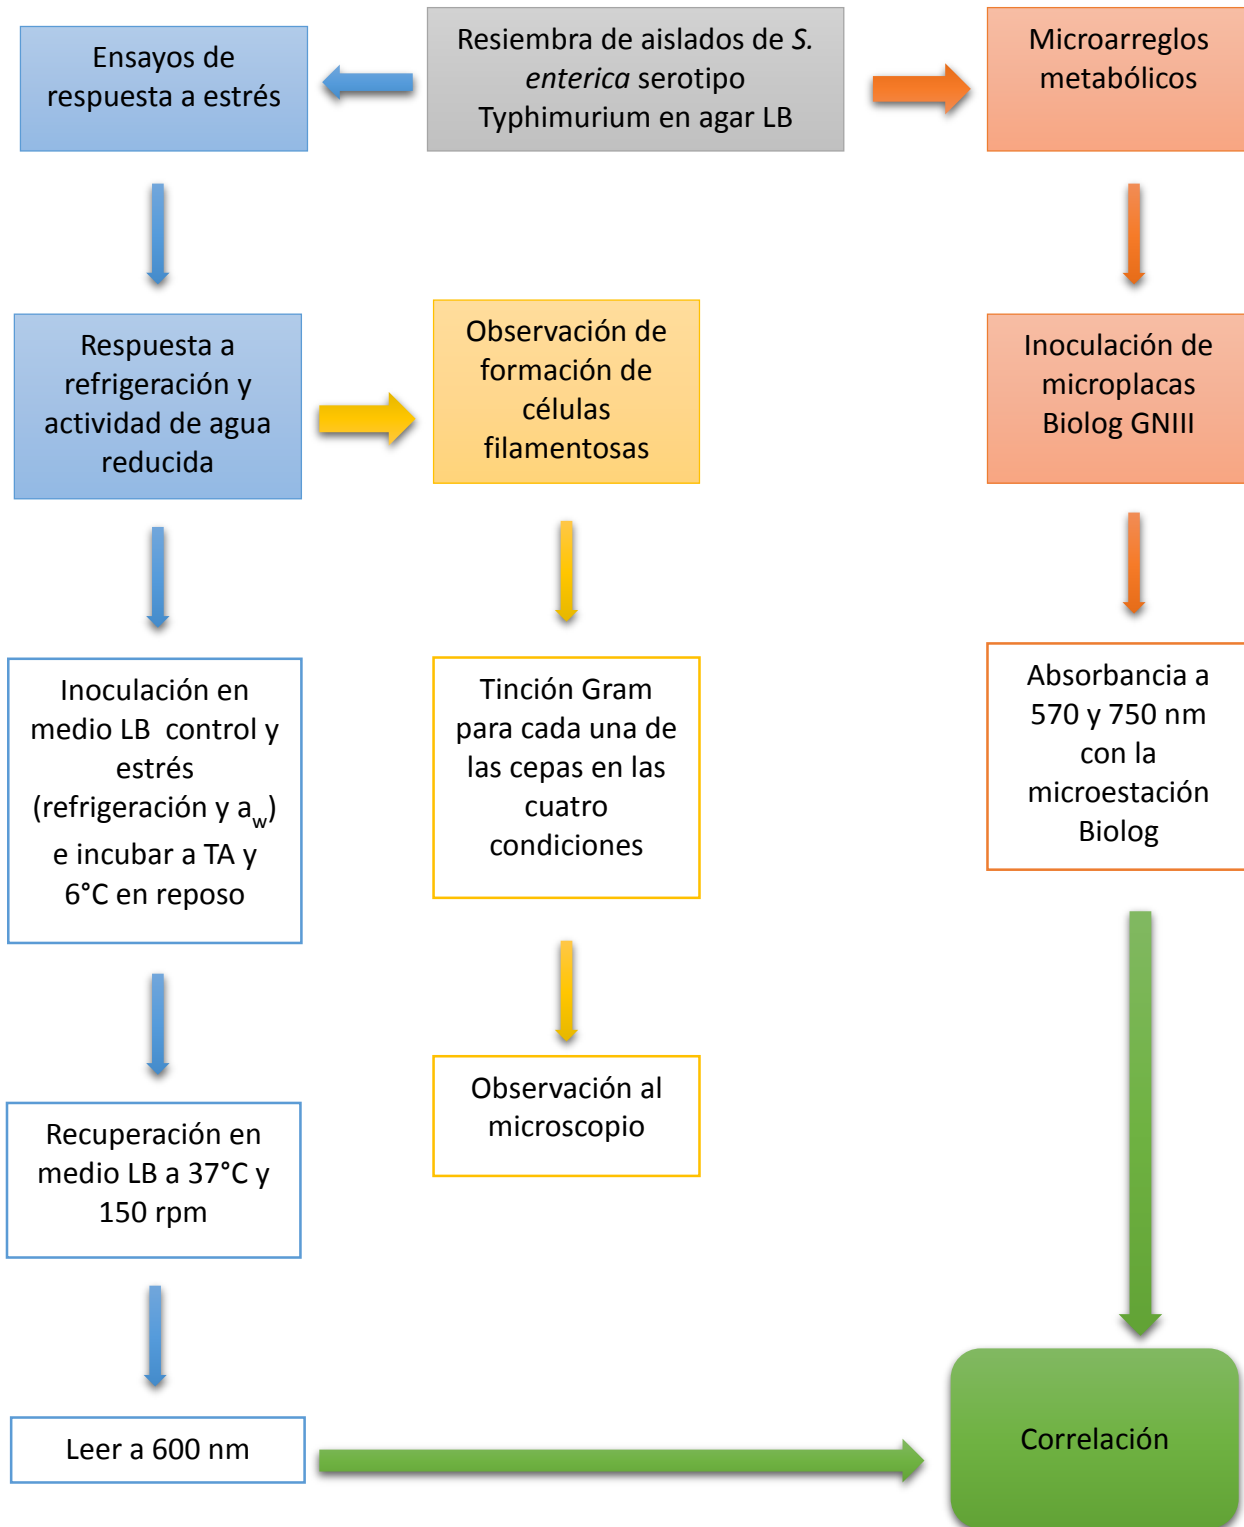 Ensayos de
respuesta a estrés
Resiembra de aislados de S.
enterica serotipo
Typhimurium en agar LB
Microarreglos
metabólicos
Respuesta a
refrigeración y
actividad de agua
reducida
Observación de
formación de
células
filamentosas
Inoculación de
microplacas
Biolog GNIII
Inoculación en
medio LB control y
estrés
(refrigeración y aw)
e incubar a TA y
6°C en reposo
Tinción Gram
para cada una de
las cepas en las
cuatro
condiciones
Absorbancia a
570 y 750 nm
con la
microestación
Biolog
Recuperación en
medio LB a 37°C y
150 rpm
Observación al
microscopio
Leer a 600 nm
Correlación